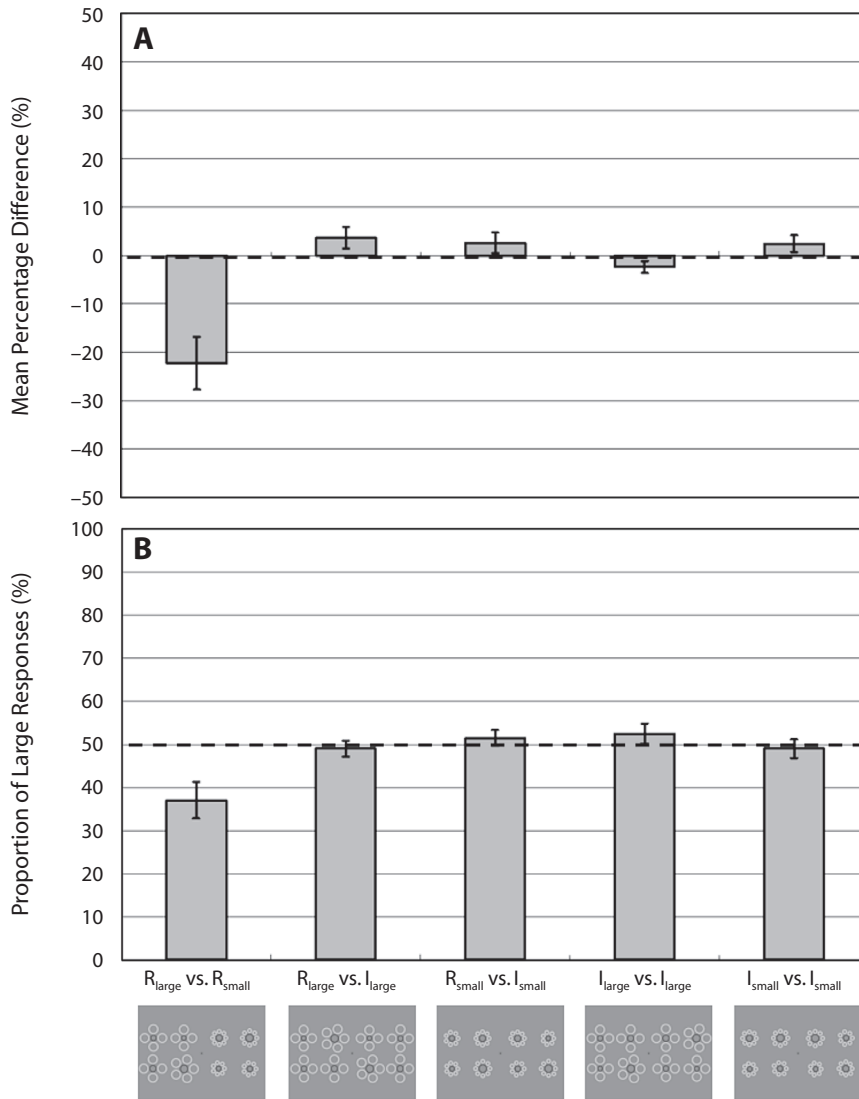 A
Mean Percentage Difference (%)
50
40
30
20
10
0
–10
–20
–30
–40
–50
B
Proportion of Large Responses (%)
100
90
80
70
60
50
40
30
20
10
0
Rlarge vs. Rsmall
Rlarge vs. Ilarge
Rsmall vs. Ismall
Ilarge vs. Ilarge
Ismall vs. Ismall